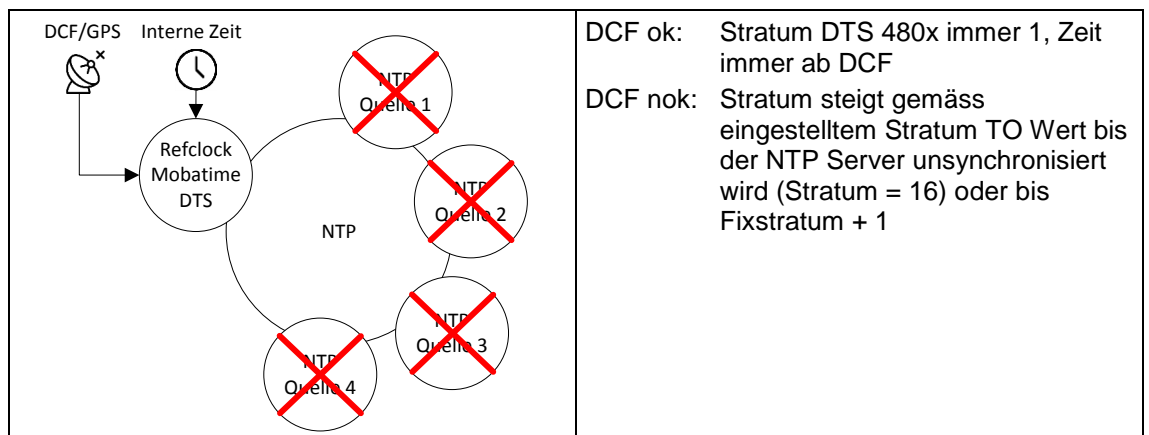 DCF/GPS
Interne Zeit
Refclock
Mobatime
DTS
NTP
NTP
Quelle 1
NTP
Quelle 2
NTP
Quelle 3
NTP
Quelle 4
DCF ok: Stratum DTS 480x immer 1, Zeit
immer ab DCF
DCF nok: Stratum steigt gemäss
eingestelltem Stratum TO Wert bis
der NTP Server unsynchronisiert
wird (Stratum = 16) oder bis
Fixstratum + 1